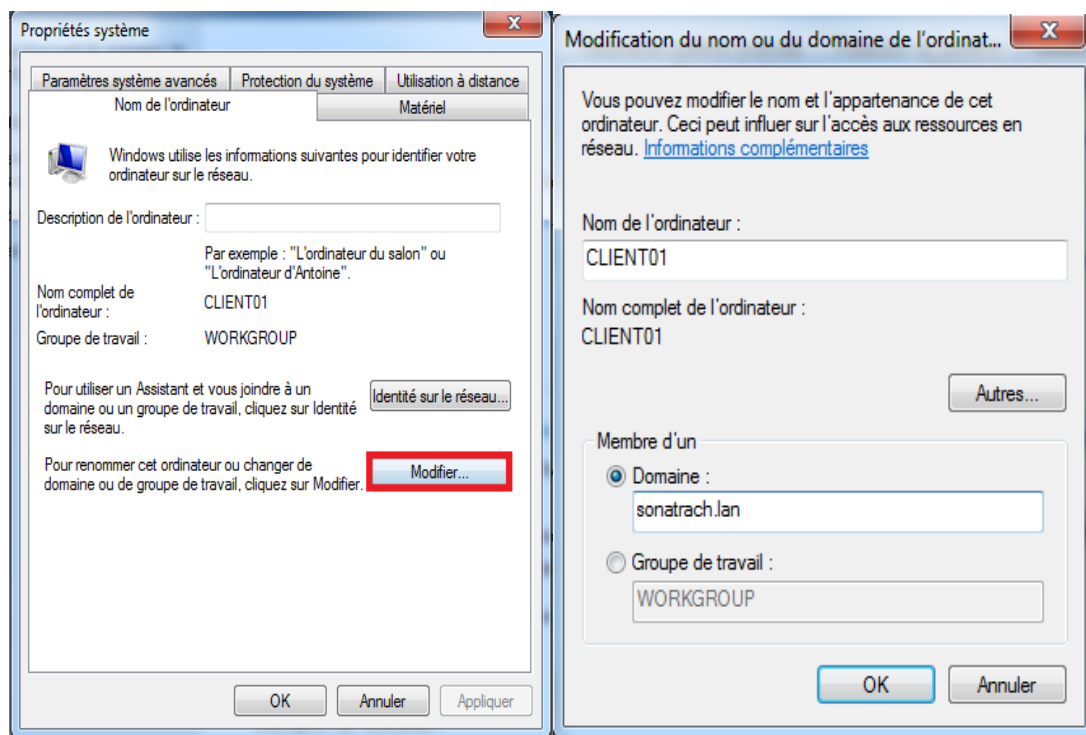 Propriétés système
Paramètres système avancés
Protection du système
Utilisation à distance
Nom de l'ordinateur
Matériel
Windows utilise les informations suivantes pour identifier votre
ordinateur sur le réseau.
Description de l'ordinateur :
Par exemple : "L'ordinateur du salon" ou
"L'ordinateur d'Antoine".
Nom complet de
l'ordinateur :
CLIENT01
Groupe de travail :
WORKGROUP
Pour utiliser un Assistant et vous joindre à un
domaine ou un groupe de travail, cliquez sur Identité
sur le réseau.
Identité sur le réseau...
Pour renommer cet ordinateur ou changer de
domaine ou de groupe de travail, cliquez sur Modifier.
Modifier...
OK
Annuler
Appliquer
Modification du nom ou du domaine de l'ordinat...
Vous pouvez modifier le nom et l'appartenance de cet
ordinateur. Ceci peut influer sur l'accès aux ressources en
réseau. Informations complémentaires
Nom de l'ordinateur :
CLIENT01
Nom complet de l'ordinateur :
CLIENT01
Autres...
Membre d'un
Domaine :
sonatrach.lan
Groupe de travail :
WORKGROUP
OK
Annuler